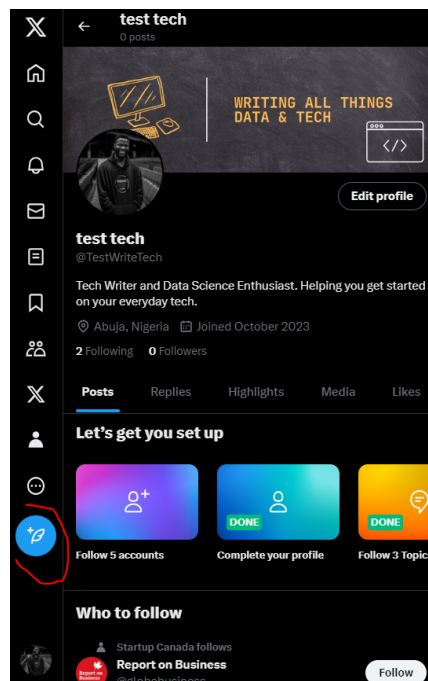 test tech
0 posts
WRITING ALL THINGS
DATA & TECH
</>
Edit profile
test tech
@TestWriteTech
Tech Writer and Data Science Enthusiast. Helping you get started
on your everyday tech.
Abuja, Nigeria Joined October 2023
2 Following 0 Followers
Posts Replies Highlights Media Likes
Let's get you set up
DONE DONE
Follow 5 accounts Complete your profile Follow 3 Topic
Who to follow
Startup Canada follows
Report on Business
@globebusiness
Follow